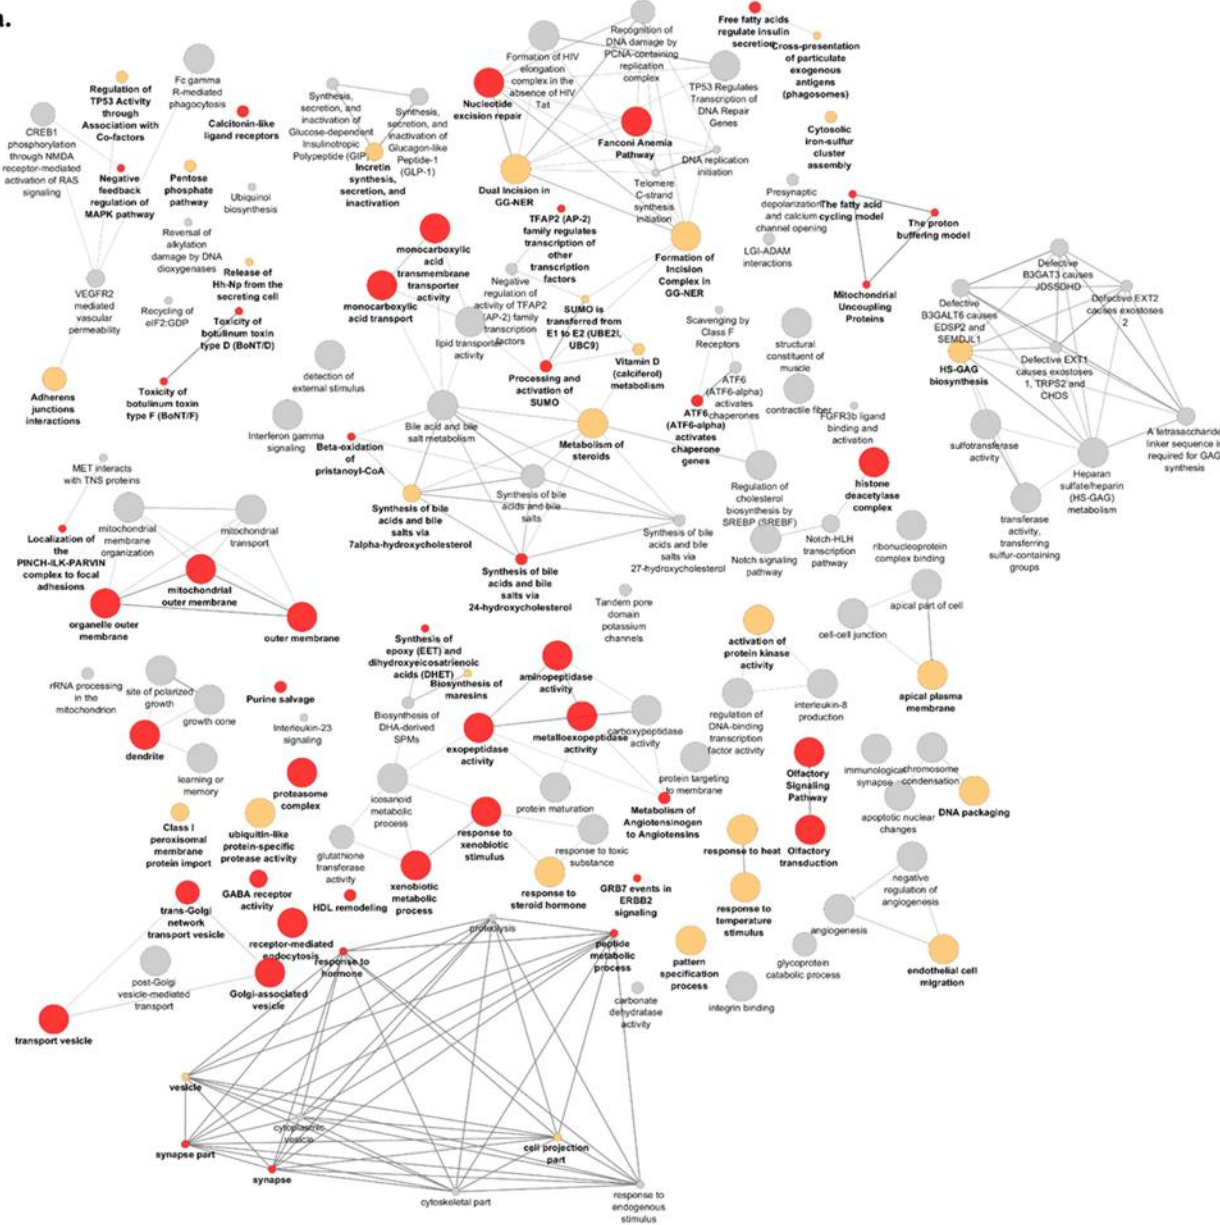 a.
Free fatty acids
regulate insulin
secretion
Cross-presentation
of particulate
exogenous
antigens
(phagosomes)
Recognition of
DNA damage by
PCNA-containing
replication
complex
Formation of HIV
elongation
complex in the
absence of HIV
Tat
TP53 Regulates
Transcription of
DNA Repair
Genes
Regulation of
TP53 Activity
through
Association with
Co-factors
Fc gamma
R-mediated
phagocytosis
Calcitonin-like
ligand receptors
CREB1
phosphorylation
through NMDA
receptor-mediated
activation of RAS
signaling
Negative
feedback
regulation of
MAPK pathway
Pentose
phosphate
pathway
Ubiquinol
biosynthesis
Synthesis,
secretion, and
inactivation of
Glucose-dependent
Insulinotropic
Polypeptide (GIP)
Synthesis,
secretion, and
inactivation of
Glucagon-like
Peptide-1
(GLP-1)
Incretin
synthesis,
secretion, and
inactivation
Nucleotide
excision repair
Fanconi Anemia
Pathway
DNA replication
initiation
Dual Incision in
GG-NER
Telomere
C-strand
synthesis
initiation
Cytosolic
iron-sulfur
cluster
assembly
Presynaptic
depolarization
and calcium
channel opening
The fatty acid
cycling model
The proton
buffering model
LGI-ADAM
interactions
Mitochondrial
Uncoupling
Proteins
Reversal of
alkylation
damage by DNA
dioxygenases
Release of
Hh-Np from the
secreting cell
VEGFR2
mediated
vascular
permeability
Recycling of
eIF2:GDP
Toxicity of
botulinum toxin
type D (BoNT/D)
Toxicity of
botulinum toxin
type F (BoNT/F)
Adherens
junctions
interactions
monocarboxylic
acid
transmembrane
transporter
activity
monocarboxylic
acid transport
lipid transporter
activity
TFAP2 (AP-2)
family regulates
transcription of
other
transcription
factors
Negative
regulation of
activity of TFAP2
(AP-2) family
transcription
factors
Formation of
Incision
Complex in
GG-NER
SUMO is
transferred from
E1 to E2 (UBE2I,
UBC9)
Processing and
activation of
SUMO
Vitamin D
(calciferol)
metabolism
Scavenging by
Class F
Receptors
structural
constituent of
muscle
ATF6
(ATF6-alpha)
activates
chaperones
ATF6
(ATF6-alpha)
activates
chaperone
genes
contractile fiber
FGFR3b ligand
binding and
activation
Defective
B3GAT3 causes
JDSSDHD
Defective
B3GALT6 causes
EDSP2 and
SEMDJL1
Defective EXT2
causes exostoses
2
HS-GAG
biosynthesis
Defective EXT1
causes exostoses
1, TRPS2 and
CHDS
sulfotransferase
activity
A tetrasaccharide
linker sequence is
required for GAG
synthesis
Heparan
sulfate/heparin
(HS-GAG)
metabolism
transferase
activity,
transferring
sulfur-containing
groups
detection of
external stimulus
Interferon gamma
signaling
Bile acid and bile
salt metabolism
Beta-oxidation
of
pristanoyl-CoA
Metabolism of
steroids
Synthesis of bile
acids and bile
salts
Synthesis of bile
acids and bile
salts via
7alpha-hydroxycholesterol
Synthesis of bile
acids and bile
salts via
24-hydroxycholesterol
Synthesis of bile
acids and bile
salts via
27-hydroxycholesterol
Regulation of
cholesterol
biosynthesis by
SREBP (SREBF)
histone
deacetylase
complex
Notch signaling
pathway
Notch-HLH
transcription
pathway
ribonucleoprotein
complex binding
MET interacts
with TNS proteins
Localization of
the
PINCH-ILK-PARVIN
complex to focal
adhesions
mitochondrial
membrane
organization
mitochondrial
transport
mitochondrial
outer membrane
organelle outer
membrane
outer membrane
Tandem pore
domain
potassium
channels
activation of
protein kinase
activity
cell-cell junction
apical part of cell
apical plasma
membrane
regulation of
DNA-binding
transcription
factor activity
interleukin-8
production
rRNA processing
in the
mitochondrion
site of polarized
growth
growth cone
dendrite
learning or
memory
Purine salvage
Interleukin-23
signaling
proteasome
complex
Synthesis of
epoxy (EET) and
dihydroxyeicosatrienoic
acids (DHET)
Biosynthesis of
maresins
Biosynthesis of
DHA-derived
SPMs
aminopeptidase
activity
exopeptidase
activity
metalloexopeptidase
activity
carboxypeptidase
activity
protein targeting
to membrane
protein maturation
Metabolism of
Angiotensinogen
to Angiotensins
icosanoid
metabolic
process
Olfactory
Signaling
Pathway
Olfactory
transduction
immunological
synapse
chromosome
condensation
DNA packaging
apoptotic nuclear
changes
Class I
peroxisomal
membrane
protein import
ubiquitin-like
protein-specific
protease activity
glutathione
transferase
activity
response to
xenobiotic
stimulus
xenobiotic
metabolic
process
response to toxic
substance
response to
steroid hormone
response to heat
response to
temperature
stimulus
GRB7 events in
ERBB2
signaling
negative
regulation of
angiogenesis
angiogenesis
endothelial cell
migration
trans-Golgi
network
transport vesicle
GABA receptor
activity
HDL remodeling
receptor-mediated
endocytosis
post-Golgi
vesicle-mediated
transport
Golgi-associated
vesicle
transport vesicle
response to
hormone
proteolysis
peptide
metabolic
process
carbonate
dehydratase
activity
pattern
specification
process
integrin binding
glycoprotein
catabolic process
vesicle
cytoplasmic
vesicle
synapse part
synapse
cell projection
part
cytoskeletal part
response to
endogenous
stimulus